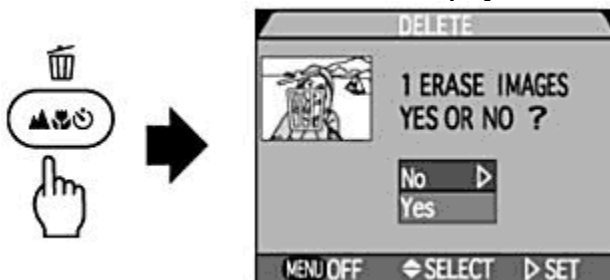 DELETE
1 ERASE IMAGES
YES OR NO ?
No
Yes
MENU OFF SELECT SET